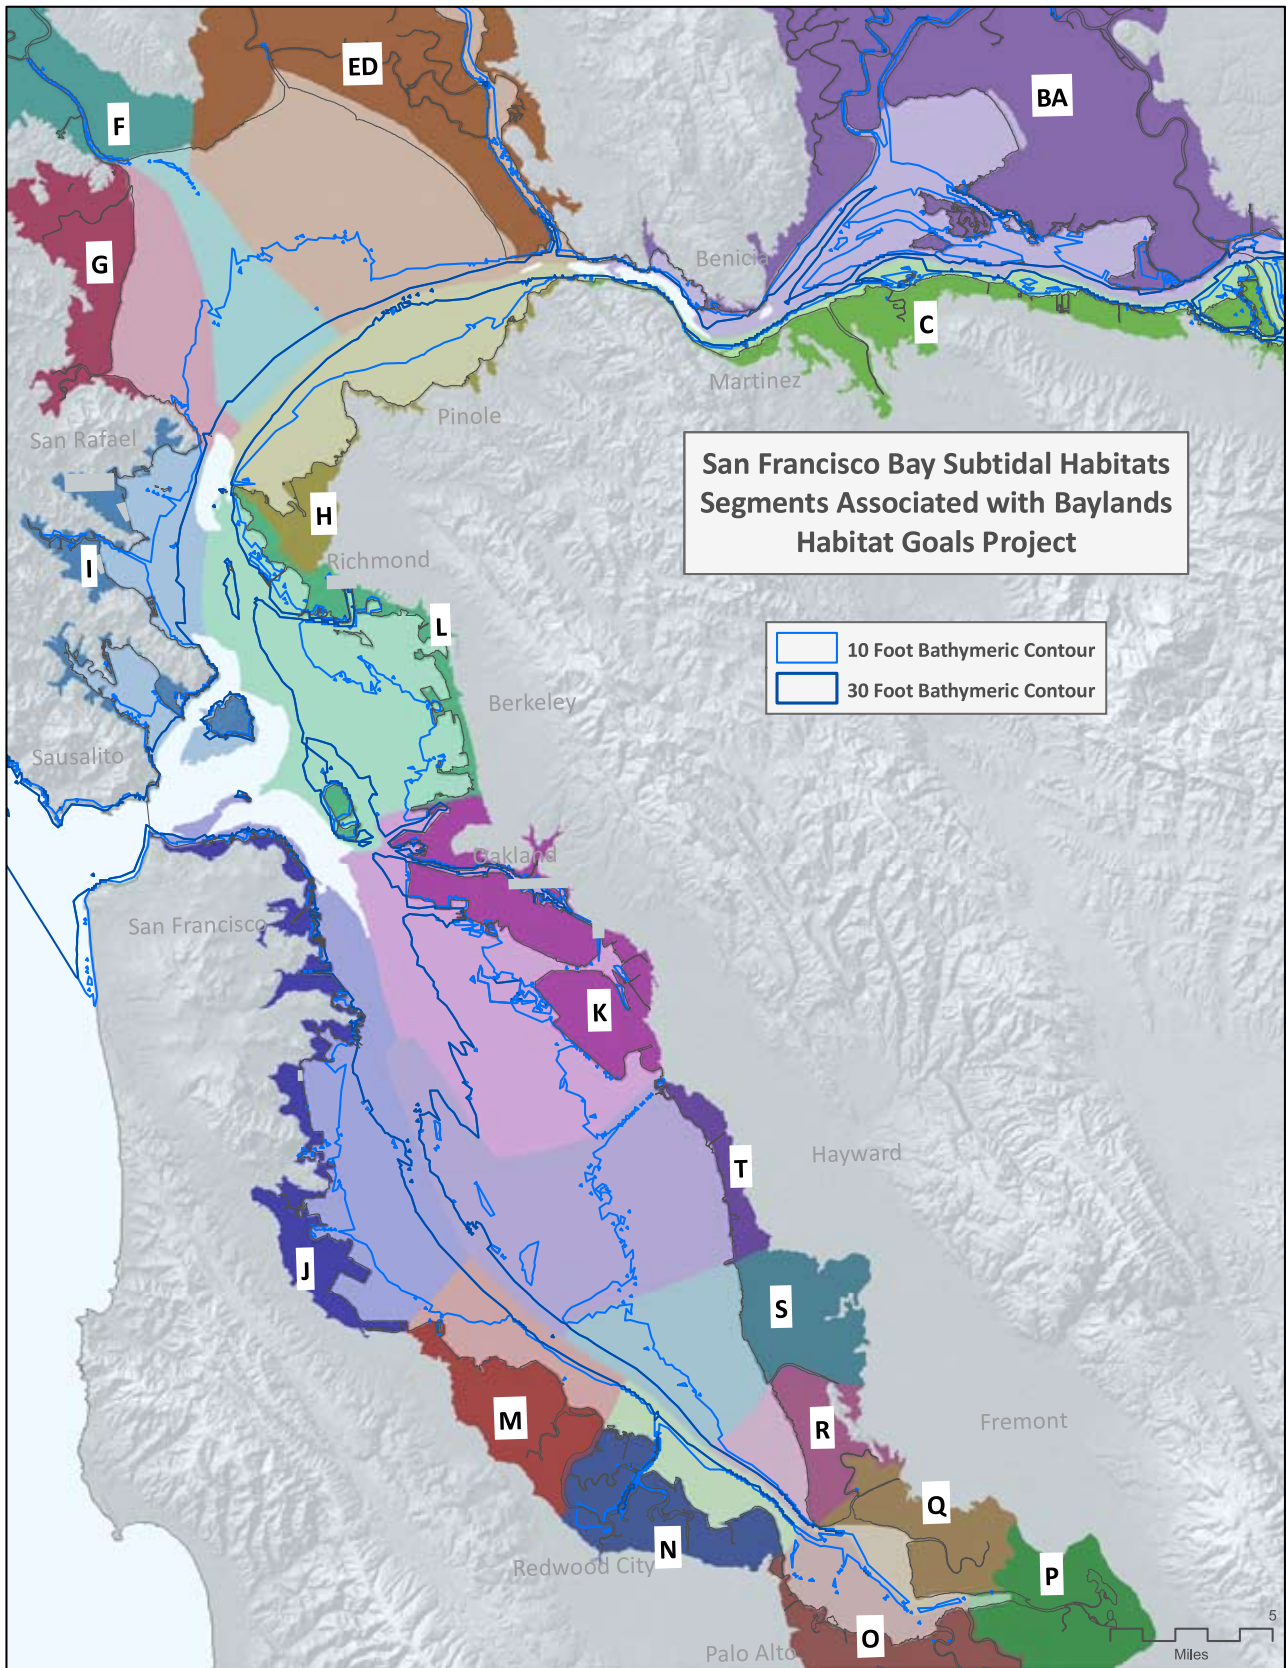 ED
BA
F
G
Benicia
C
Martinez
Pinole
San Rafael
San Francisco Bay Subtidal Habitats
Segments Associated with Baylands
Habitat Goals Project
H
Richmond
I
L
10 Foot Bathymeric Contour
30 Foot Bathymeric Contour
Berkeley
Sausalito
Oakland
San Francisco
K
Hayward
T
J
S
M
R
Fremont
Q
N
Redwood City
P
O
Palo Alto
5
Miles